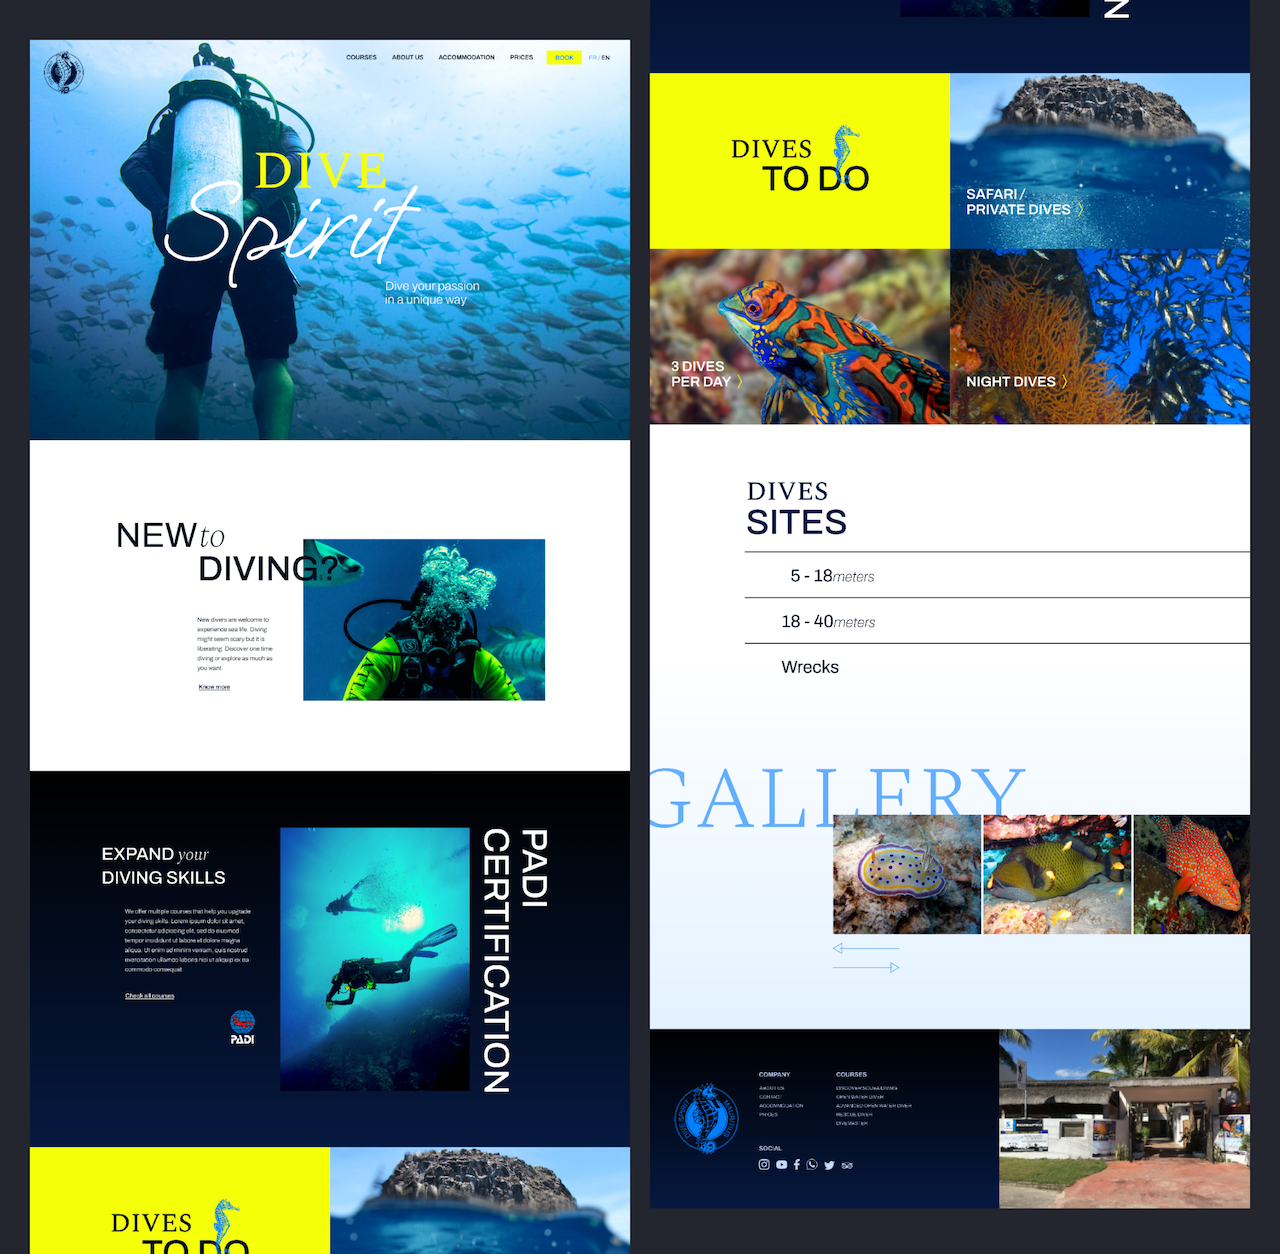 COURSES ABOUT US ACCOMMODATION PRICES BOOK FR / EN
DIVE
Spirit
Dive your passion
in a unique way
NEW to
DIVING?
New divers are welcome to
experience sea life. Diving
might seem scary but it is
liberating. Discover one time
diving or explore as much as
you want.
Know more
EXPAND your
DIVING SKILLS
We offer multiple courses that help you upgrade
your diving skills. Lorem ipsum dolor sit amet,
consectetur adipiscing elit, sed do eiusmod
tempor incididunt ut labore et dolore magna
aliqua. Ut enim ad minim veniam, quis nostrud
exercitation ullamco laboris nisi ut aliquip ex ea
commodo consequat.
Check all courses
PADI
PADI
CERTIFICATION
DIVES
TO DO
N
DIVES
TO DO
SAFARI /
PRIVATE DIVES
3 DIVES
PER DAY
NIGHT DIVES
DIVES
SITES
5 - 18meters
18 - 40meters
Wrecks
GALLERY
COMPANY
ABOUT US
CONTACT
ACCOMMODATION
PRICES
COURSES
DISCOVER SCUBA DIVING
OPEN WATER DIVER
ADVANCED OPEN WATER DIVER
RESCUE DIVER
DIVEMASTER
SOCIAL
DIVE SPIRIT
MAURITIUS